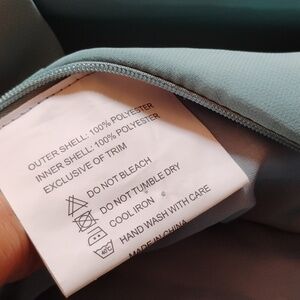 OUTER SHELL: 100% POLYESTER
INNER SHELL: 100% POLYESTER
EXCLUSIVE OF TRIM
DO NOT BLEACH
DO NOT TUMBLE DRY
COOL IRON
HAND WASH WITH CARE
MADE IN CHINA